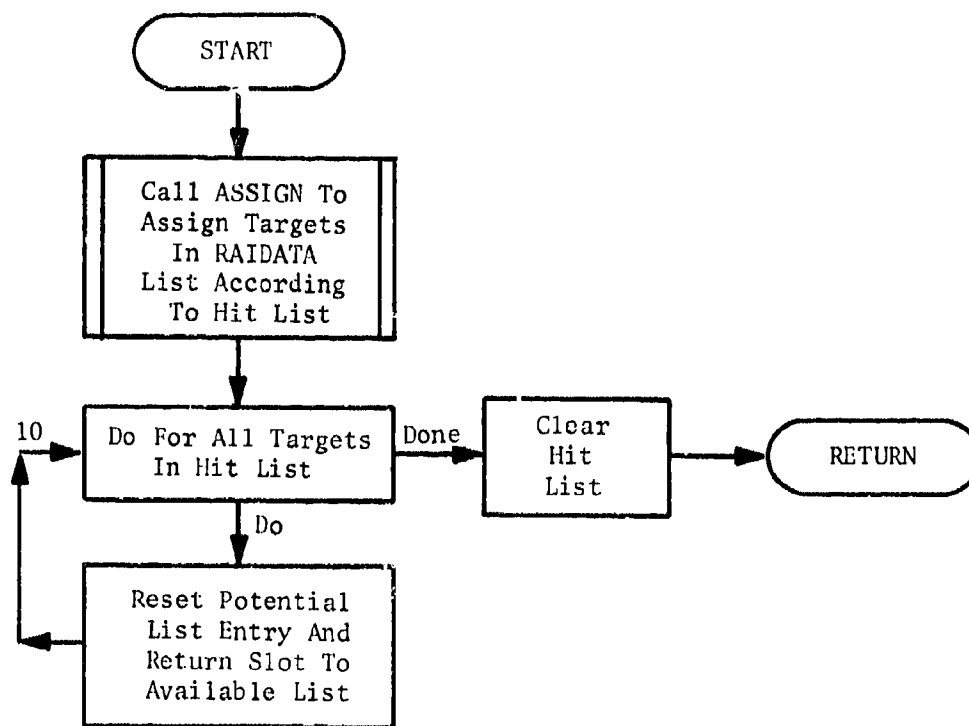 START
Call ASSIGN To
Assign Targets
In RAIDATA
List According
To Hit List
10
Do For All Targets
In Hit List
Done
Clear
Hit
List
RETURN
Do
Reset Potential
List Entry And
Return Slot To
Available List